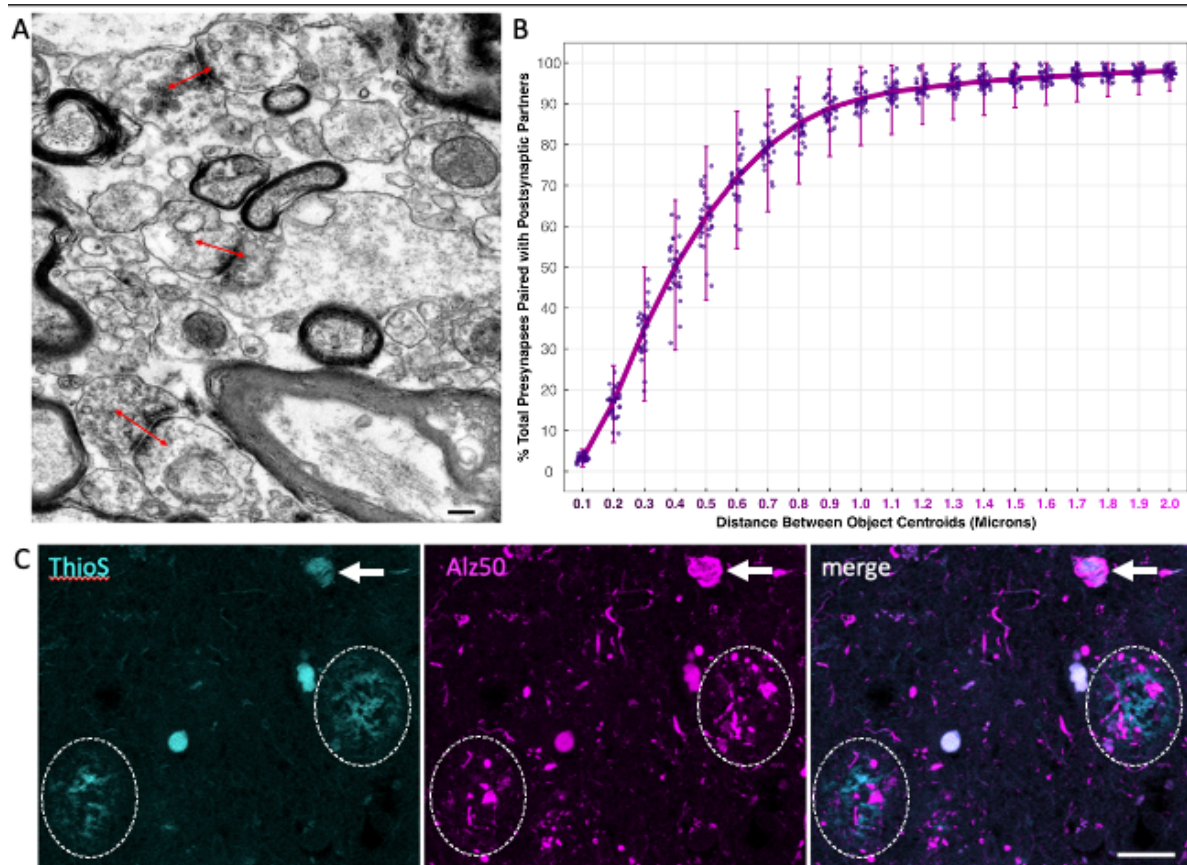 A
B
% Total Presynapses Paired with Postsynaptic Partners
100
90
80
70
60
50
40
30
20
10
0
0.1 0.2 0.3 0.4 0.5 0.6 0.7 0.8 0.9 1.0 1.1 1.2 1.3 1.4 1.5 1.6 1.7 1.8 1.9 2.0
Distance Between Object Centroids (Microns)
C
ThioS
Alz50
merge